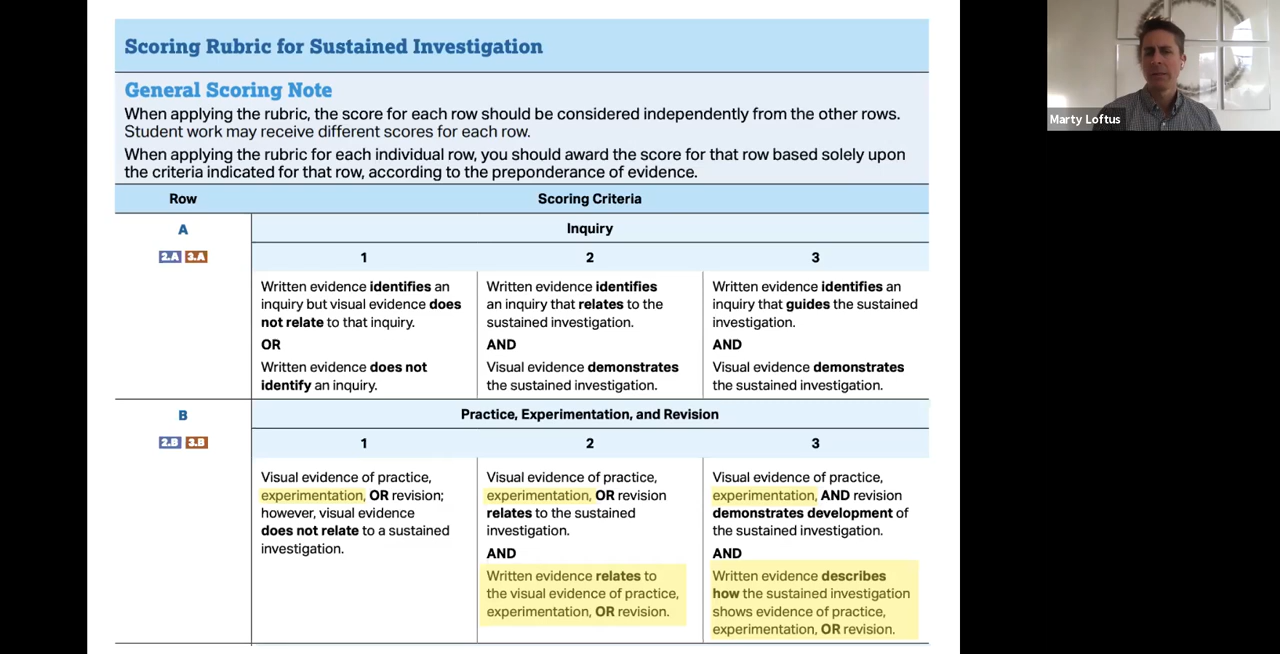 Scoring Rubric for Sustained Investigation
General Scoring Note
When applying the rubric, the score for each row should be considered independently from the other rows.
Student work may receive different scores for each row.
When applying the rubric for each individual row, you should award the score for that row based solely upon
the criteria indicated for that row, according to the preponderance of evidence.
Row
Scoring Criteria
A
2.A 3.A
Inquiry
1
2
3
Written evidence identifies an
inquiry but visual evidence does
not relate to that inquiry.
OR
Written evidence does not
identify an inquiry.
Written evidence identifies
an inquiry that relates to the
sustained investigation.
AND
Visual evidence demonstrates
the sustained investigation.
Written evidence identifies an
inquiry that guides the sustained
investigation.
AND
Visual evidence demonstrates
the sustained investigation.
B
2.B 3.B
Practice, Experimentation, and Revision
1
2
3
Visual evidence of practice,
experimentation, OR revision;
however, visual evidence
does not relate to a sustained
investigation.
Visual evidence of practice,
experimentation, OR revision
relates to the sustained
investigation.
AND
Written evidence relates to
the visual evidence of practice,
experimentation, OR revision.
Visual evidence of practice,
experimentation, AND revision
demonstrates development of
the sustained investigation.
AND
Written evidence describes
how the sustained investigation
shows evidence of practice,
experimentation, OR revision.
Marty Loftus